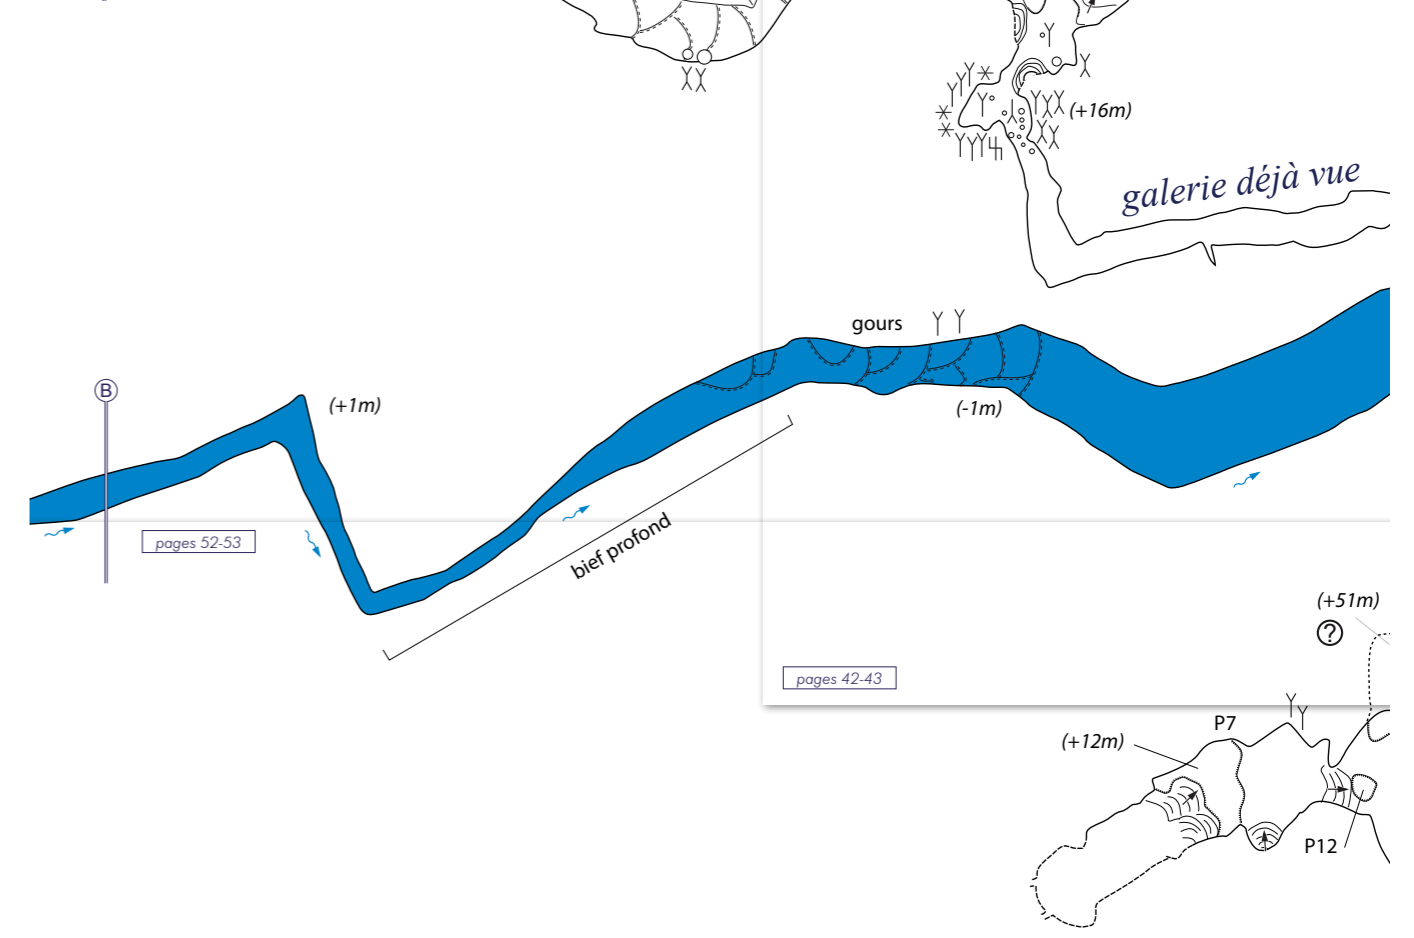 (+16m)
galerie déjà vue
gours
B
(+1m)
(-1m)
pages 52-53
bief profond
(+51m)
?
pages 42-43
P7
(+12m)
P12